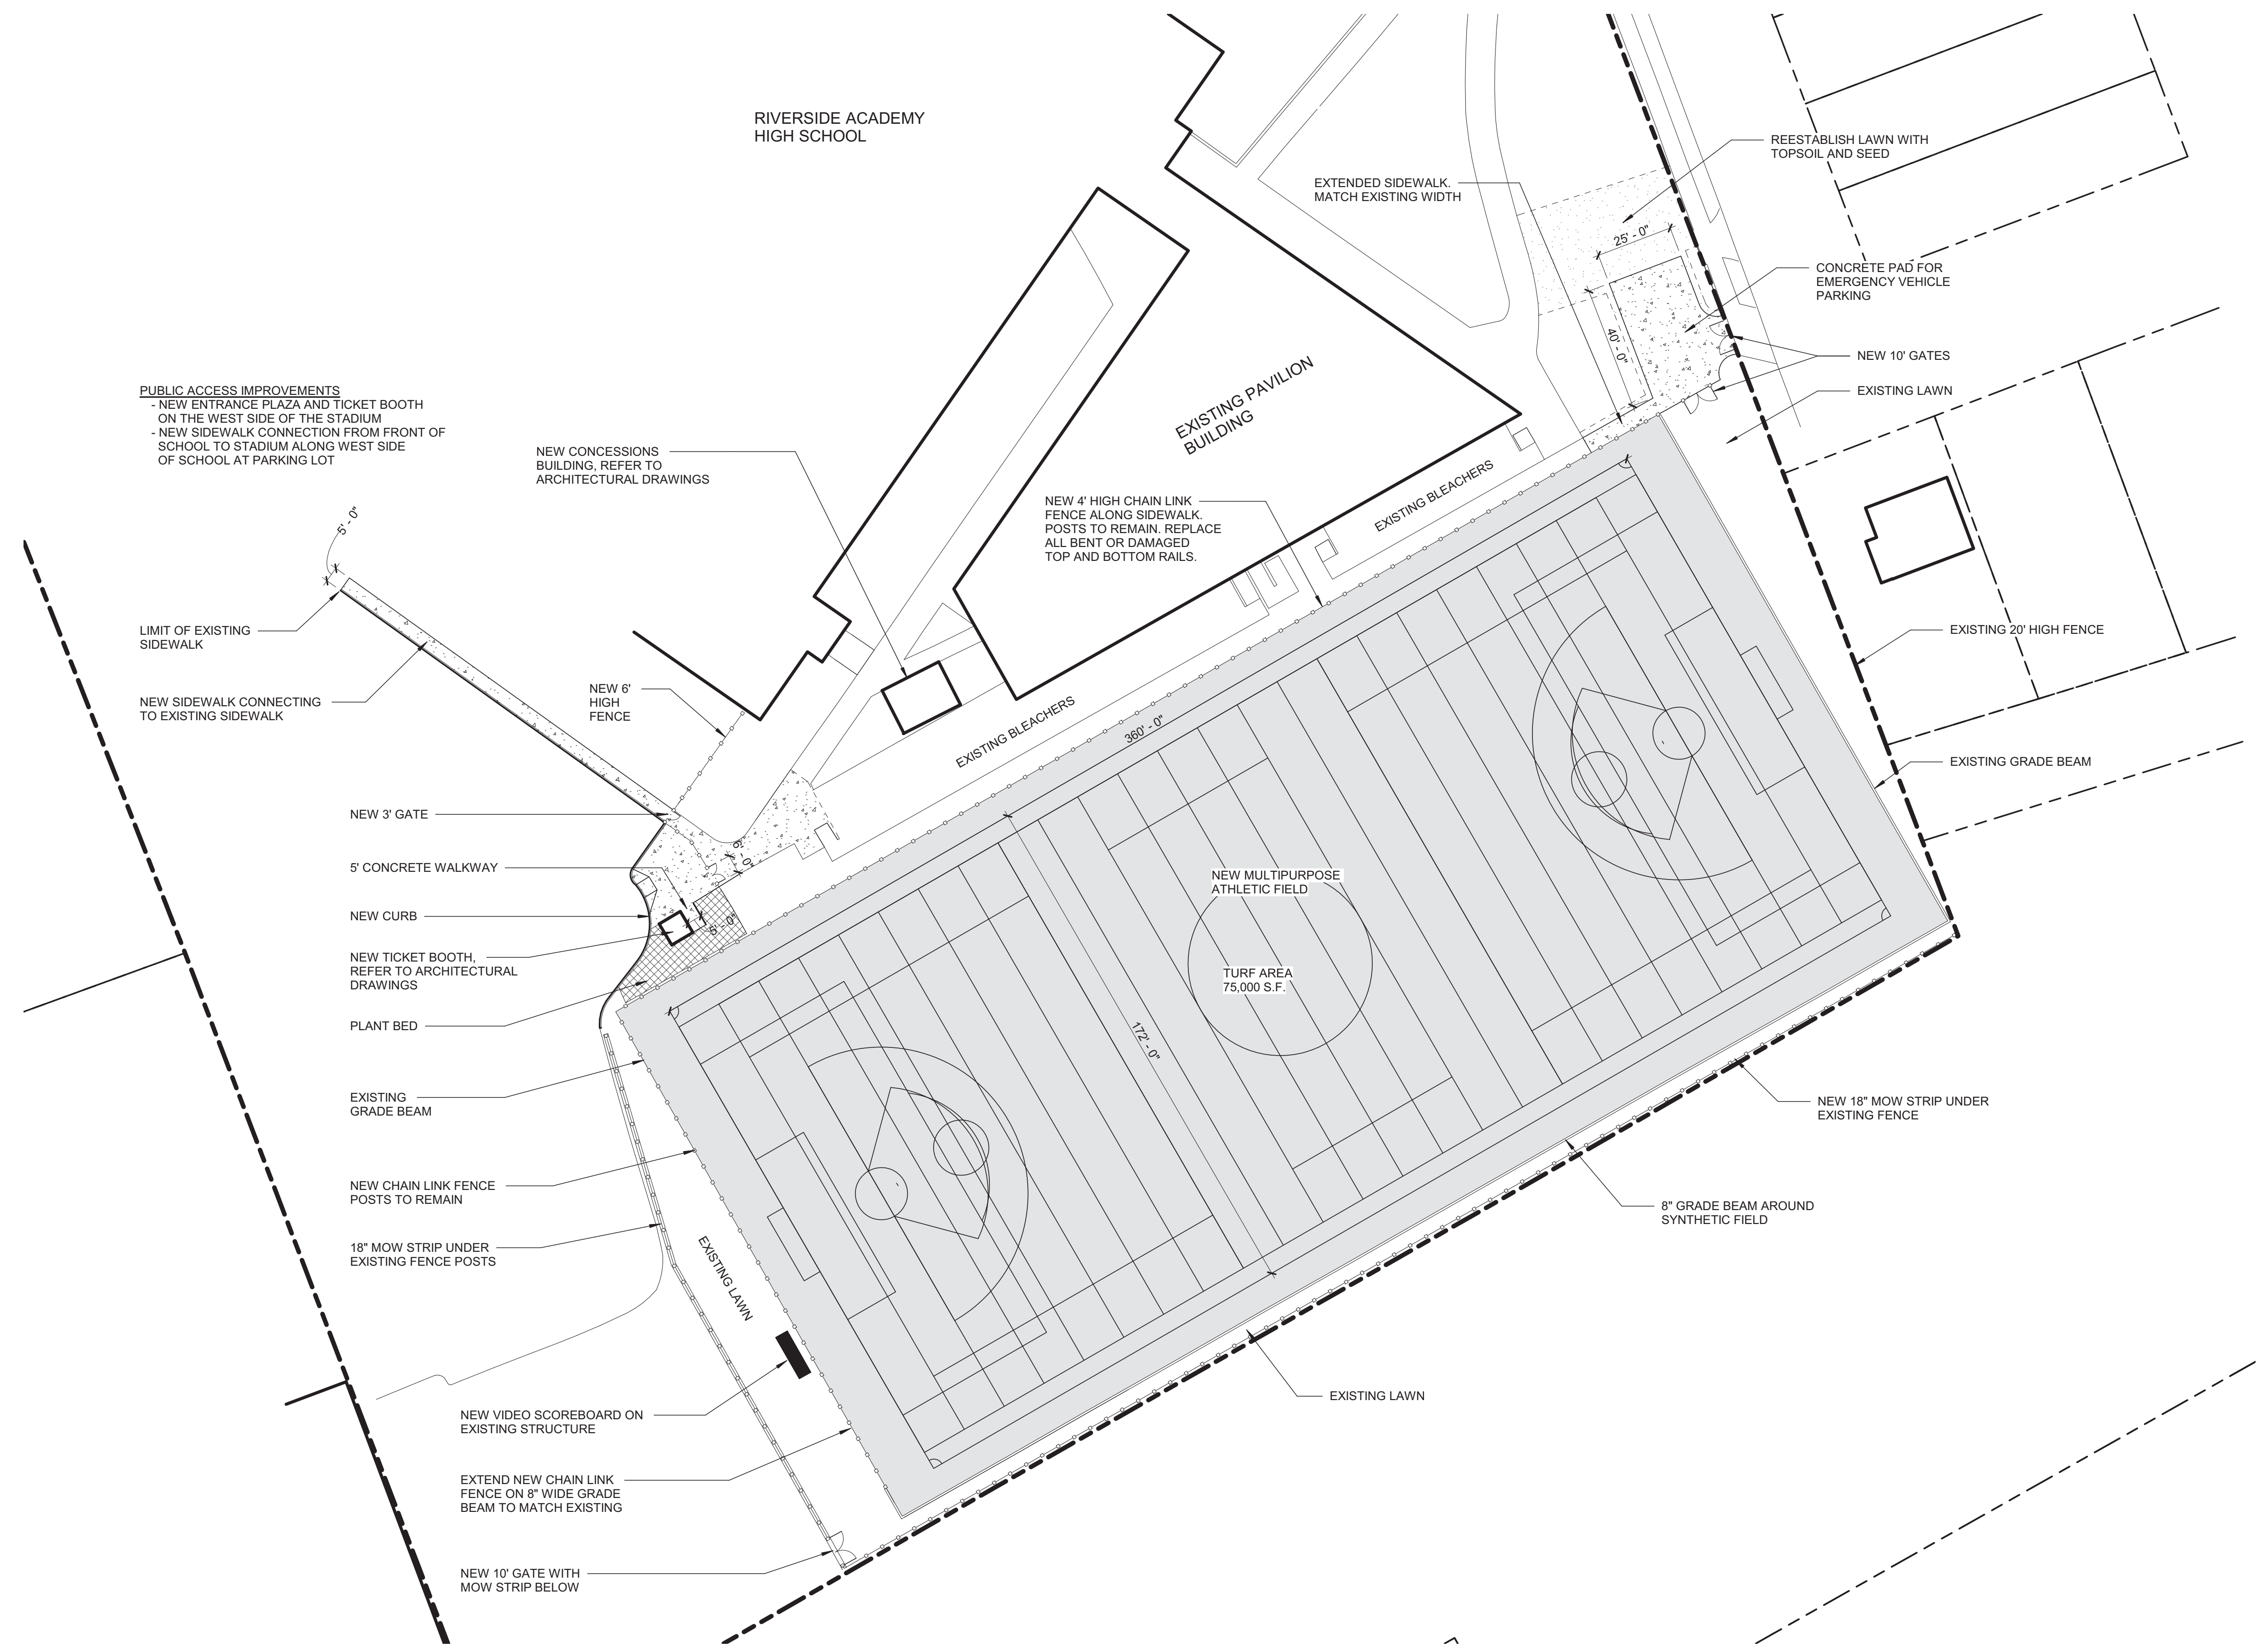 RIVERSIDE ACADEMY
HIGH SCHOOL
REESTABLISH LAWN WITH
TOPSOIL AND SEED
EXTENDED SIDEWALK.
MATCH EXISTING WIDTH
25' - 0"
CONCRETE PAD FOR
EMERGENCY VEHICLE
PARKING
40' - 0"
NEW 10' GATES
EXISTING LAWN
PUBLIC ACCESS IMPROVEMENTS
- NEW ENTRANCE PLAZA AND TICKET BOOTH
ON THE WEST SIDE OF THE STADIUM
- NEW SIDEWALK CONNECTION FROM FRONT OF
SCHOOL TO STADIUM ALONG WEST SIDE
OF SCHOOL AT PARKING LOT
EXISTING PAVILION
BUILDING
NEW CONCESSIONS
BUILDING, REFER TO
ARCHITECTURAL DRAWINGS
EXISTING BLEACHERS
NEW 4' HIGH CHAIN LINK
FENCE ALONG SIDEWALK.
POSTS TO REMAIN. REPLACE
ALL BENT OR DAMAGED
TOP AND BOTTOM RAILS.
5' - 0"
LIMIT OF EXISTING
SIDEWALK
EXISTING 20' HIGH FENCE
NEW SIDEWALK CONNECTING
TO EXISTING SIDEWALK
NEW 6'
HIGH
FENCE
EXISTING BLEACHERS
360' - 0"
EXISTING GRADE BEAM
NEW 3' GATE
6' - 0"
5' CONCRETE WALKWAY
NEW MULTIPURPOSE
ATHLETIC FIELD
NEW CURB
5' - 0"
NEW TICKET BOOTH,
REFER TO ARCHITECTURAL
DRAWINGS
TURF AREA
75,000 S.F.
PLANT BED
172' - 0"
EXISTING
GRADE BEAM
NEW 18" MOW STRIP UNDER
EXISTING FENCE
NEW CHAIN LINK FENCE
POSTS TO REMAIN
8" GRADE BEAM AROUND
SYNTHETIC FIELD
18" MOW STRIP UNDER
EXISTING FENCE POSTS
EXISTING LAWN
EXISTING LAWN
NEW VIDEO SCOREBOARD ON
EXISTING STRUCTURE
EXTEND NEW CHAIN LINK
FENCE ON 8" WIDE GRADE
BEAM TO MATCH EXISTING
NEW 10' GATE WITH
MOW STRIP BELOW